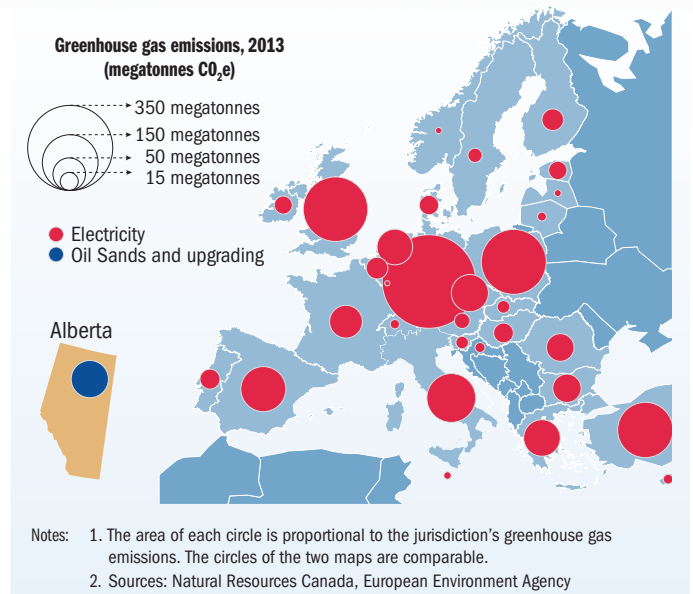 Greenhouse gas emissions, 2013
(megatonnes CO₂e)
350 megatonnes
150 megatonnes
50 megatonnes
15 megatonnes
Electricity
Oil Sands and upgrading
Alberta
Notes: 1. The area of each circle is proportional to the jurisdiction’s greenhouse gas
emissions. The circles of the two maps are comparable.
2. Sources: Natural Resources Canada, European Environment Agency